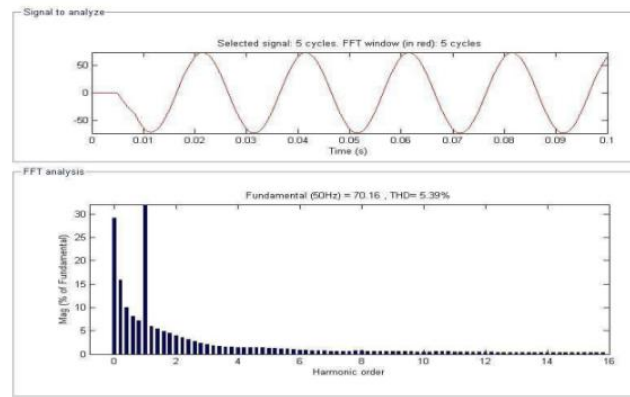 Signal to analyze
Selected signal: 5 cycles. FFT window (in red): 5 cycles
50
0
-50
0 0.01 0.02 0.03 0.04 0.05 0.06 0.07 0.08 0.09 0.1
Time (s)
FFT analysis
Fundamental (50Hz) = 70.16 , THD= 5.39%
Mag (% of Fundamental)
30
25
20
15
10
5
0
0 2 4 6 8 10 12 14 16
Harmonic order